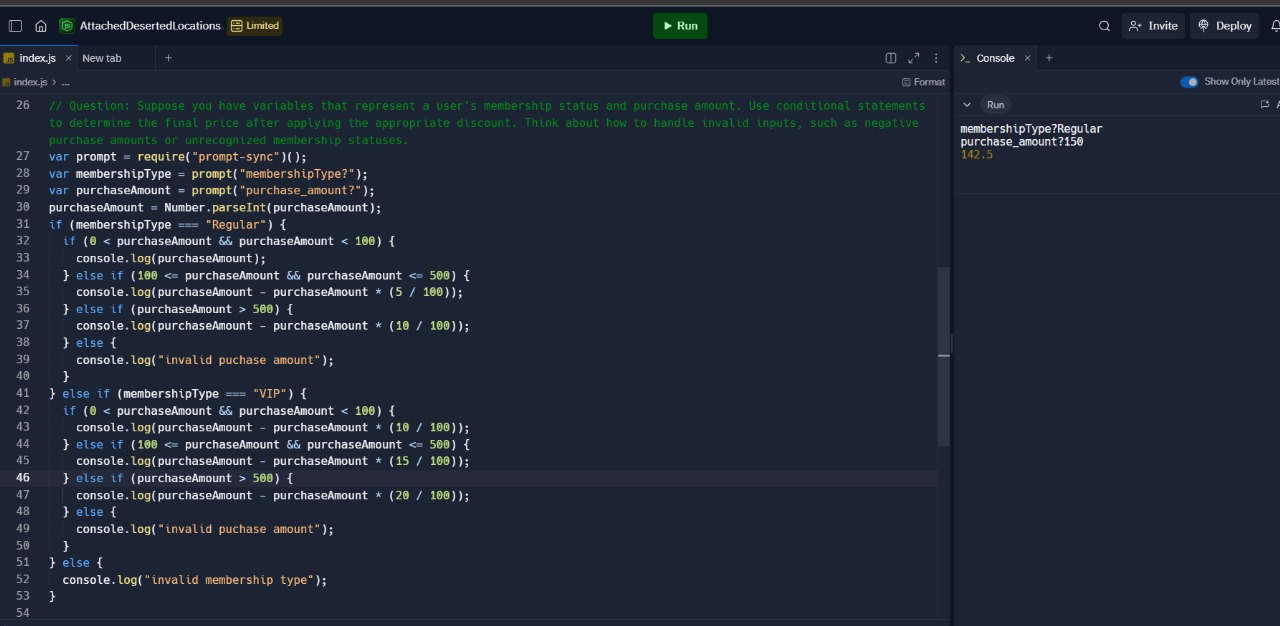 AttachedDesertedLocations Limited Run Invite Deploy
index.js × New tab + Console × +
index.js > ... Format Show Only Latest
Run
26 // Question: Suppose you have variables that represent a user's membership status and purchase amount. Use conditional statements
to determine the final price after applying the appropriate discount. Think about how to handle invalid inputs, such as negative
purchase amounts or unrecognized membership statuses.
27 var prompt = require("prompt-sync")();
28 var membershipType = prompt("membershipType?");
29 var purchaseAmount = prompt("purchase_amount?");
30 purchaseAmount = Number.parseInt(purchaseAmount);
31 if (membershipType === "Regular") {
32 if (0 < purchaseAmount && purchaseAmount < 100) {
33 console.log(purchaseAmount);
34 } else if (100 <= purchaseAmount && purchaseAmount <= 500) {
35 console.log(purchaseAmount - purchaseAmount * (5 / 100));
36 } else if (purchaseAmount > 500) {
37 console.log(purchaseAmount - purchaseAmount * (10 / 100));
38 } else {
39 console.log("invalid puchase amount");
40 }
41 } else if (membershipType === "VIP") {
42 if (0 < purchaseAmount && purchaseAmount < 100) {
43 console.log(purchaseAmount - purchaseAmount * (10 / 100));
44 } else if (100 <= purchaseAmount && purchaseAmount <= 500) {
45 console.log(purchaseAmount - purchaseAmount * (15 / 100));
46 } else if (purchaseAmount > 500) {
47 console.log(purchaseAmount - purchaseAmount * (20 / 100));
48 } else {
49 console.log("invalid puchase amount");
50 }
51 } else {
52 console.log("invalid membership type");
53 }
54
membershipType?Regular
purchase_amount?150
142.5